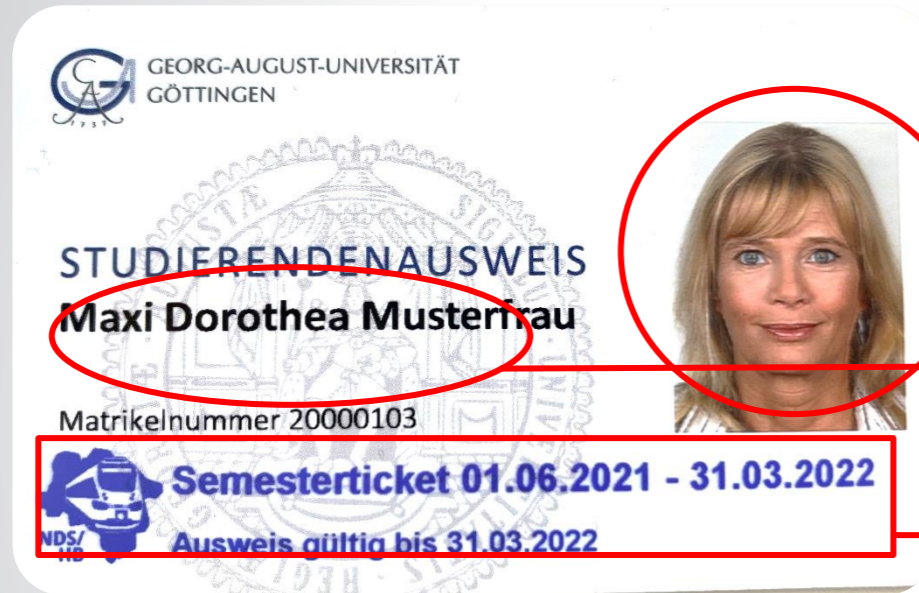 GEORG-AUGUST-UNIVERSITÄT
GÖTTINGEN
1737
STUDIERENDENAUSWEIS
Maxi Dorothea Musterfrau
Matrikelnummer 20000103
Semesterticket 01.06.2021 - 31.03.2022
NDS/
HB
Ausweis gültig bis 31.03.2022